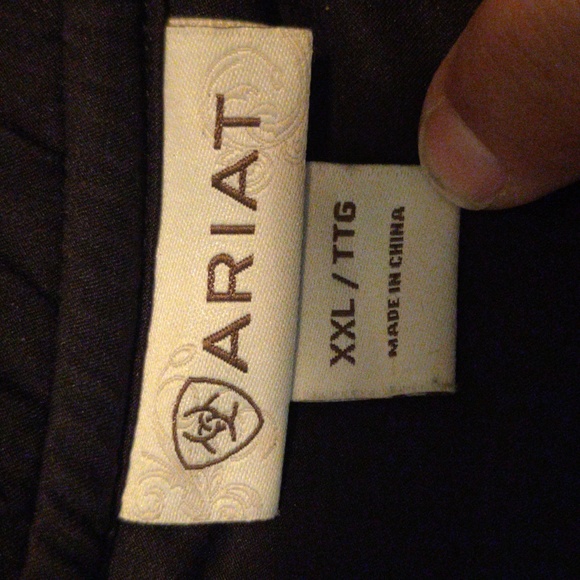 ARIAT
XXL / TTG
MADE IN CHINA